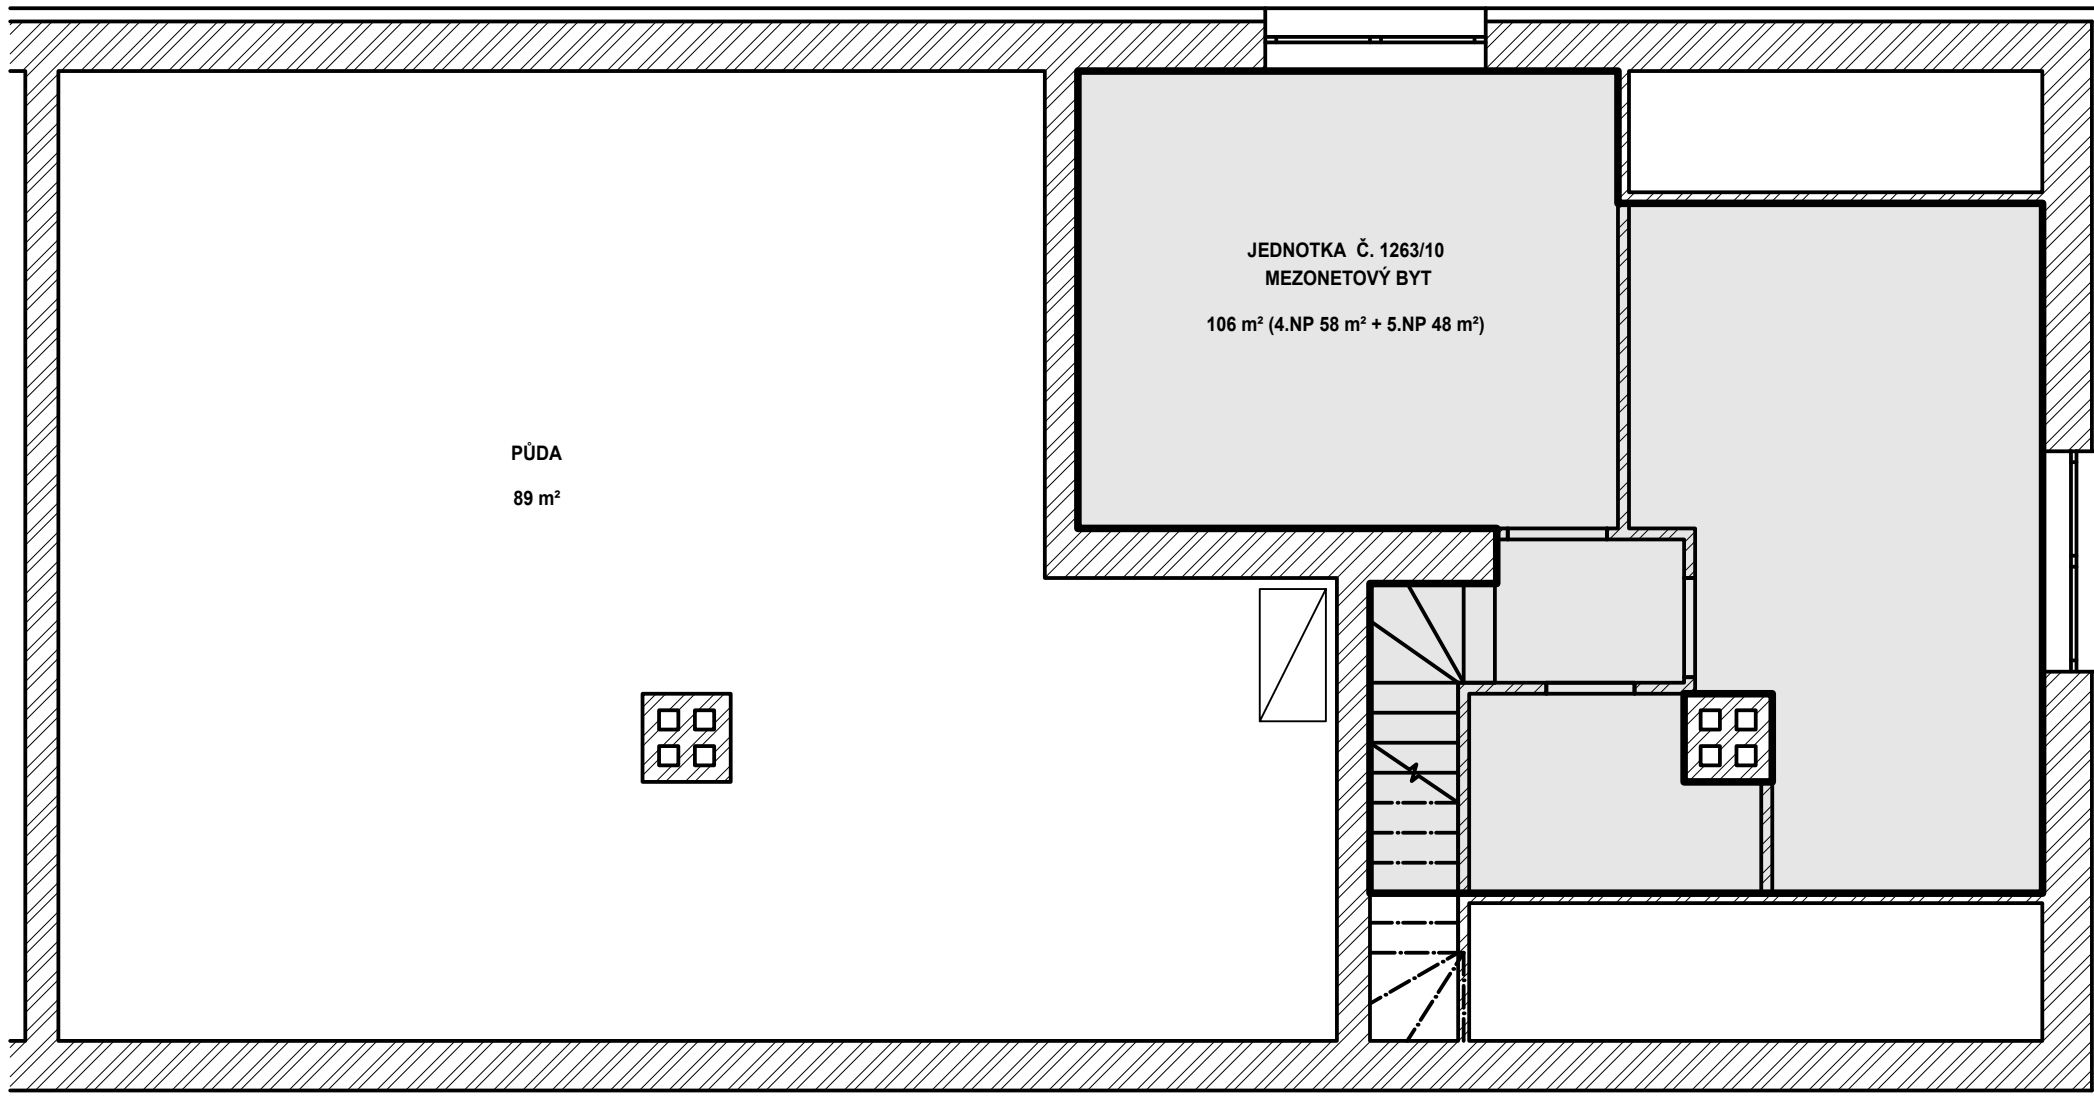 JEDNOTKA Č. 1263/10
MEZONETOVÝ BYT
106 m² (4.NP 58 m² + 5.NP 48 m²)
PŮDA
89 m²